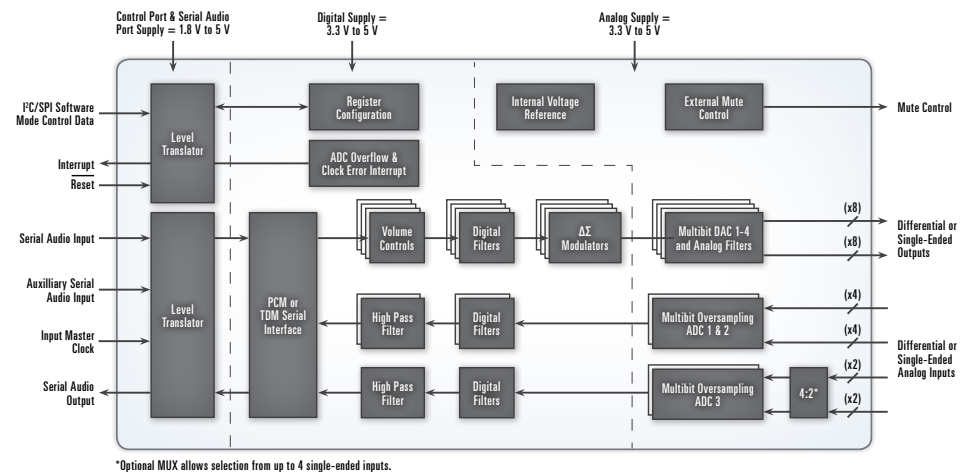 Control Port & Serial Audio
Port Supply = 1.8 V to 5 V
Digital Supply =
3.3 V to 5 V
Analog Supply =
3.3 V to 5 V
I²C/SPI Software
Mode Control Data
Interrupt
Reset
Level
Translator
Register
Configuration
ADC Overflow &
Clock Error Interrupt
Internal Voltage
Reference
External Mute
Control
Mute Control
Serial Audio Input
Auxilliary Serial
Audio Input
Input Master
Clock
Serial Audio
Output
Level
Translator
PCM or
TDM Serial
Interface
Volume
Controls
Digital
Filters
ΔΣ
Modulators
Multibit DAC 1-4
and Analog Filters
(x8)
(x8)
Differential or
Single-Ended
Outputs
High Pass
Filter
Digital
Filters
Multibit Oversampling
ADC 1 & 2
(x4)
(x4)
High Pass
Filter
Digital
Filters
Multibit Oversampling
ADC 3
4:2*
(x2)
(x2)
Differential or
Single-Ended
Analog Inputs
*Optional MUX allows selection from up to 4 single-ended inputs.